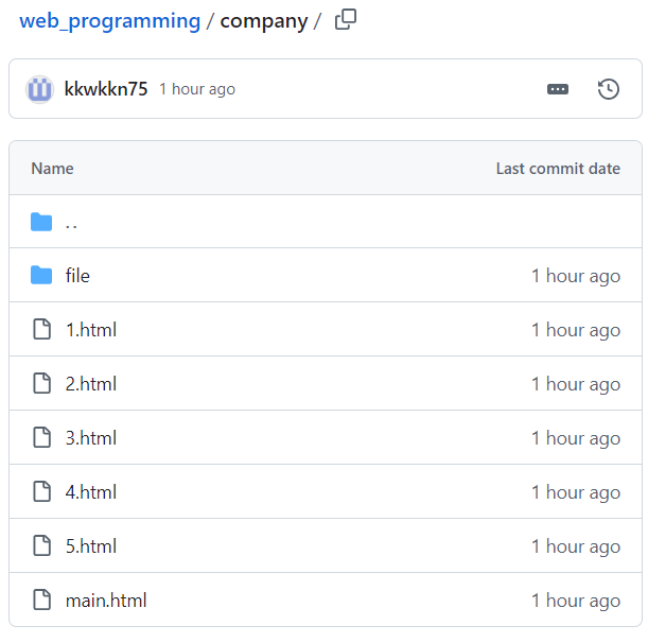 web_programming / company /
kkwkkn75 1 hour ago
Name Last commit date
..
file 1 hour ago
1.html 1 hour ago
2.html 1 hour ago
3.html 1 hour ago
4.html 1 hour ago
5.html 1 hour ago
main.html 1 hour ago